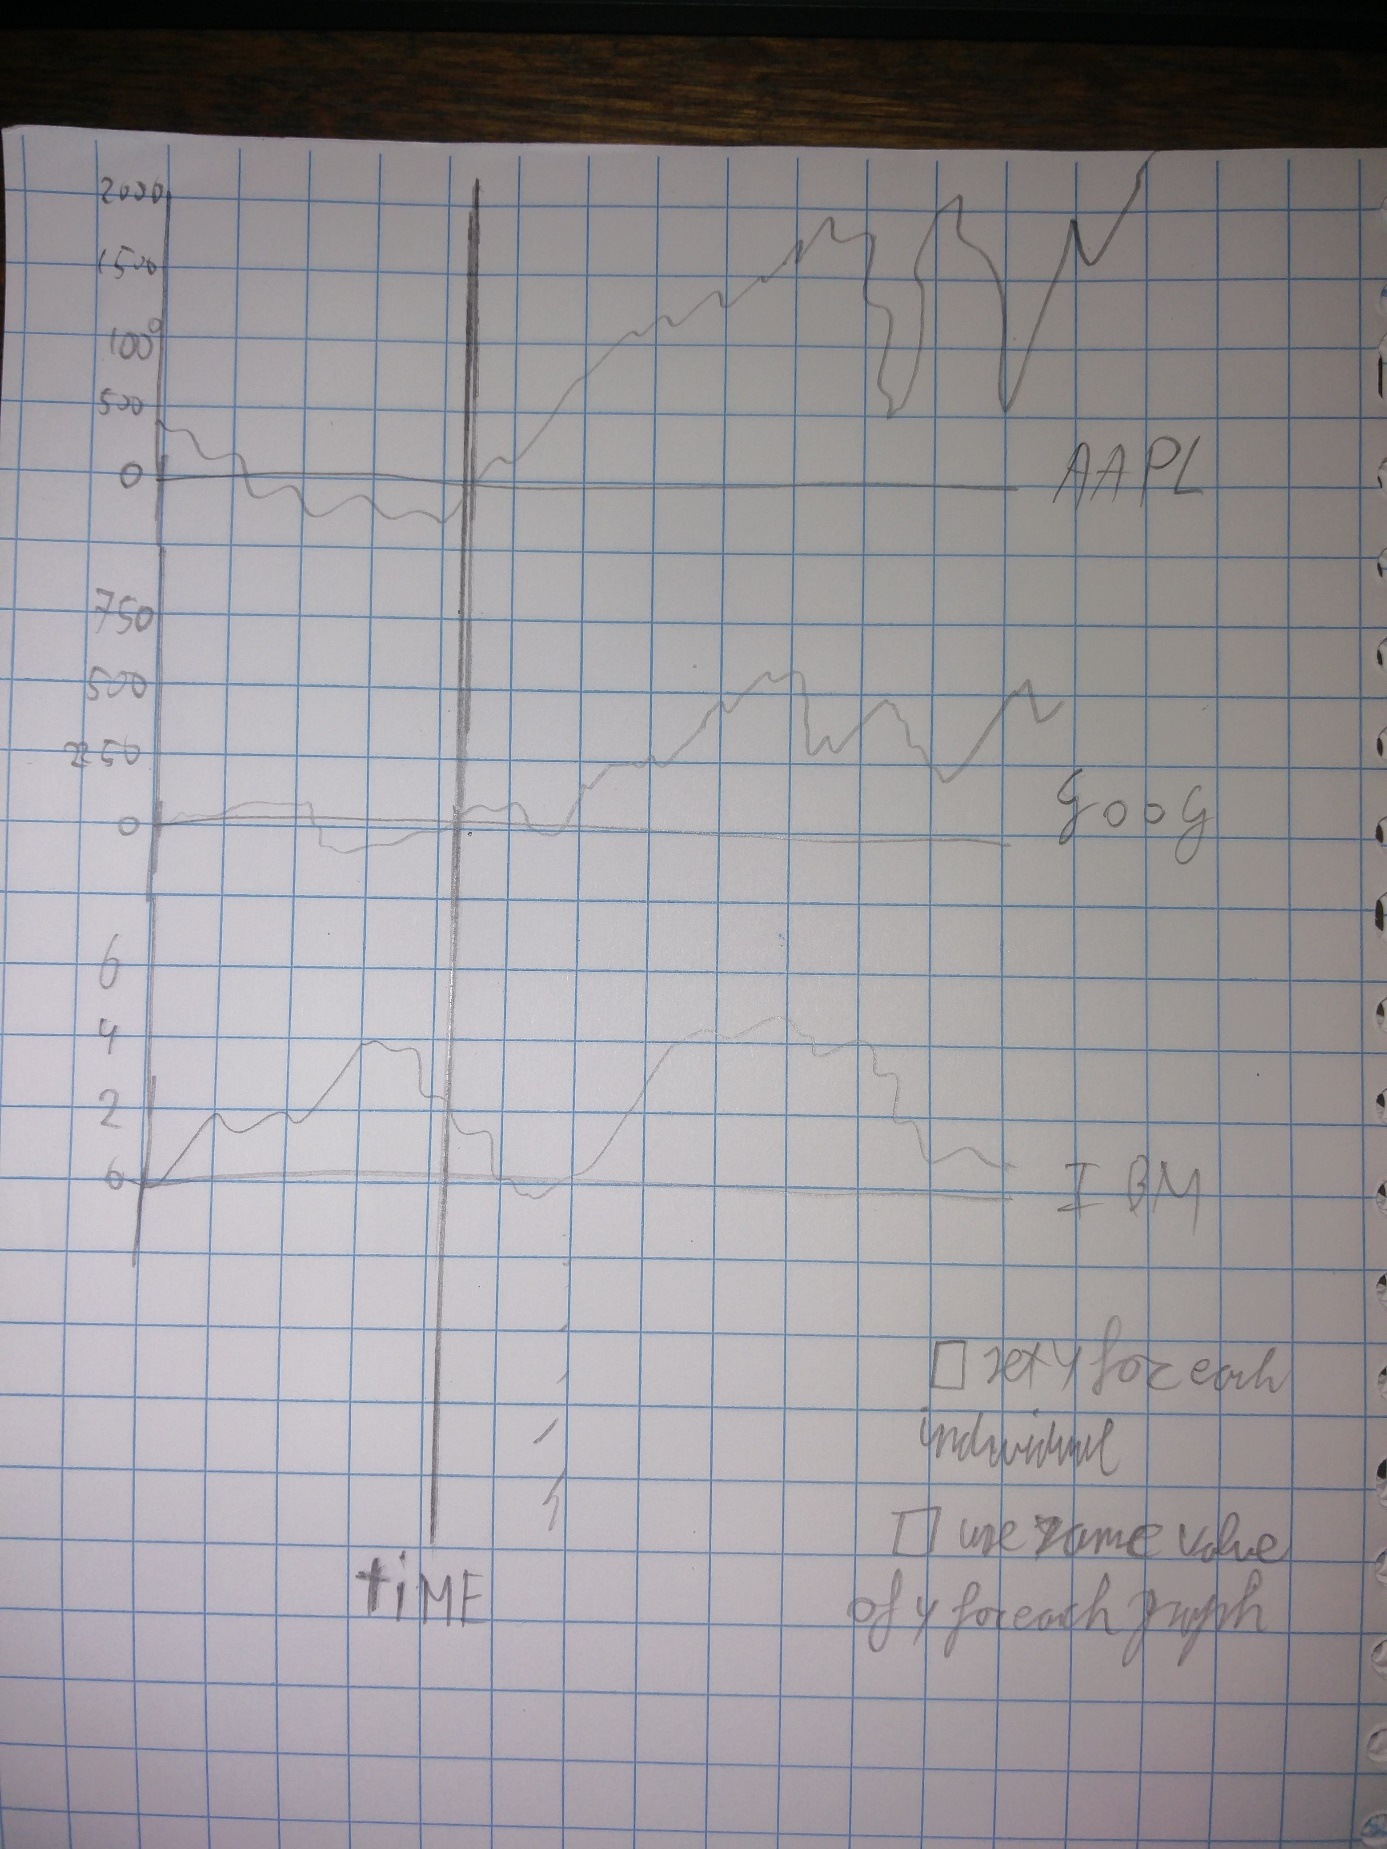 2000
1500
1000
500
0
AAPL
750
500
250
0
GOOG
6
4
2
0
IBM
set y for each
individual
use same value
of y for each graph
tiME